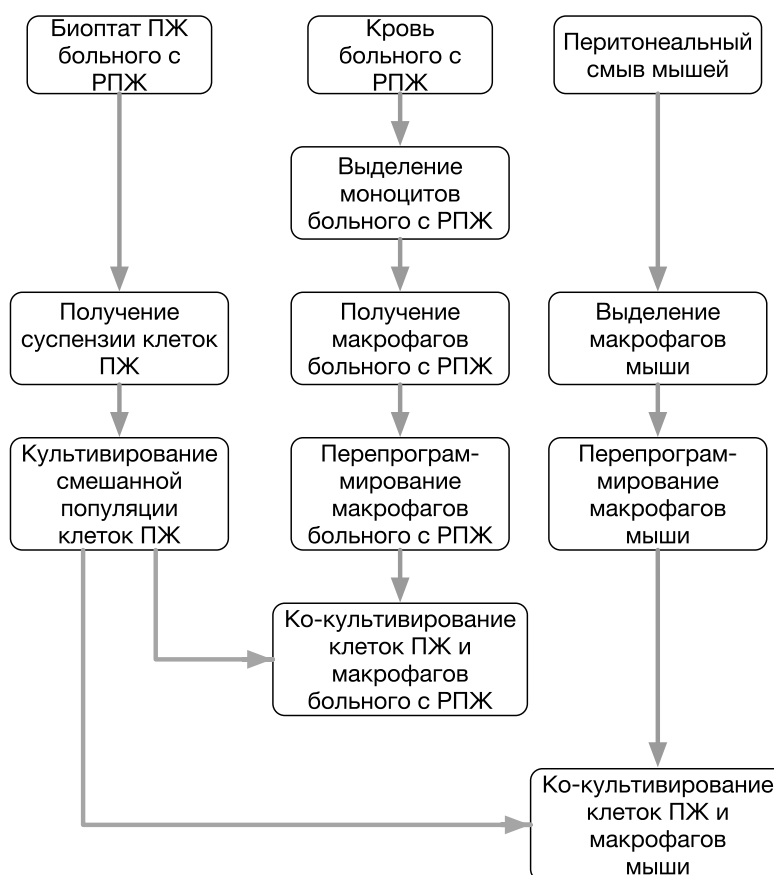 Биоптат ПЖ
больного с
РПЖ
Кровь
больного с
РПЖ
Перитонеальный
смыв мышей
Выделение
моноцитов
больного с РПЖ
Получение
суспензии клеток
ПЖ
Получение
макрофагов
больного с РПЖ
Выделение
макрофагов
мыши
Культивирование
смешанной
популяции
клеток ПЖ
Перепрограм-
мирование
макрофагов
больного с РПЖ
Перепрограм-
мирование
макрофагов
мыши
Ко-культивирование
клеток ПЖ и
макрофагов
больного с РПЖ
Ко-культивирование
клеток ПЖ и
макрофагов
мыши